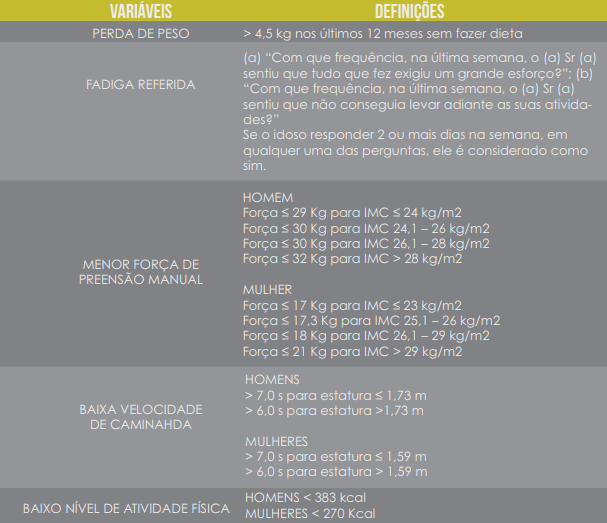 VARIÁVEIS DEFINIÇÕES
PERDA DE PESO > 4,5 kg nos últimos 12 meses sem fazer dieta
FADIGA REFERIDA
(a) “Com que frequência, na última semana, o (a) Sr (a)
sentiu que tudo que fez exigiu um grande esforço?”; (b)
“Com que frequência, na última semana, o (a) Sr (a)
sentiu que não conseguia levar adiante as suas ativida-
des?”
Se o idoso responder 2 ou mais dias na semana, em
qualquer uma das perguntas, ele é considerado como
sim.
MENOR FORÇA DE
PREENSÃO MANUAL
HOMEM
Força ≤ 29 Kg para IMC ≤ 24 kg/m2
Força ≤ 30 Kg para IMC 24,1 – 26 kg/m2
Força ≤ 30 Kg para IMC 26,1 – 28 kg/m2
Força ≤ 32 Kg para IMC > 28 kg/m2
MULHER
Força ≤ 17 Kg para IMC ≤ 23 kg/m2
Força ≤ 17,3 Kg para IMC 25,1 – 26 kg/m2
Força ≤ 18 Kg para IMC 26,1 – 29 kg/m2
Força ≤ 21 Kg para IMC > 29 kg/m2
BAIXA VELOCIDADE
DE CAMINAHDA
HOMENS
> 7,0 s para estatura ≤ 1,73 m
> 6,0 s para estatura >1,73 m
MULHERES
> 7,0 s para estatura ≤ 1,59 m
> 6,0 s para estatura > 1,59 m
BAIXO NÍVEL DE ATIVIDADE FÍSICA
HOMENS < 383 kcal
MULHERES < 270 Kcal